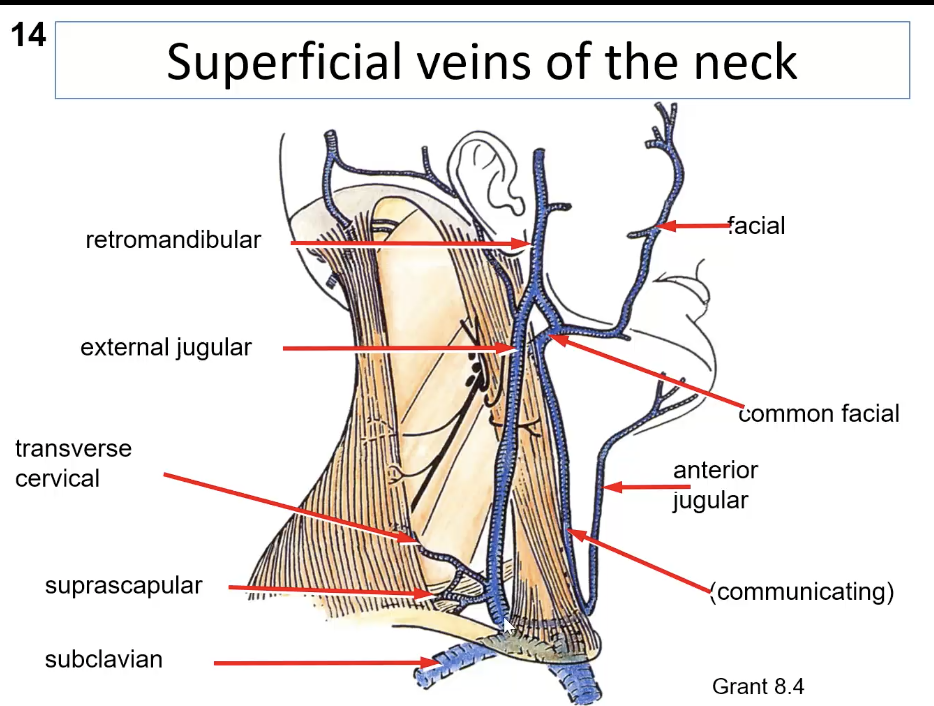 14
Superficial veins of the neck
retromandibular
facial
external jugular
common facial
transverse
cervical
anterior
jugular
suprascapular
(communicating)
subclavian
Grant 8.4